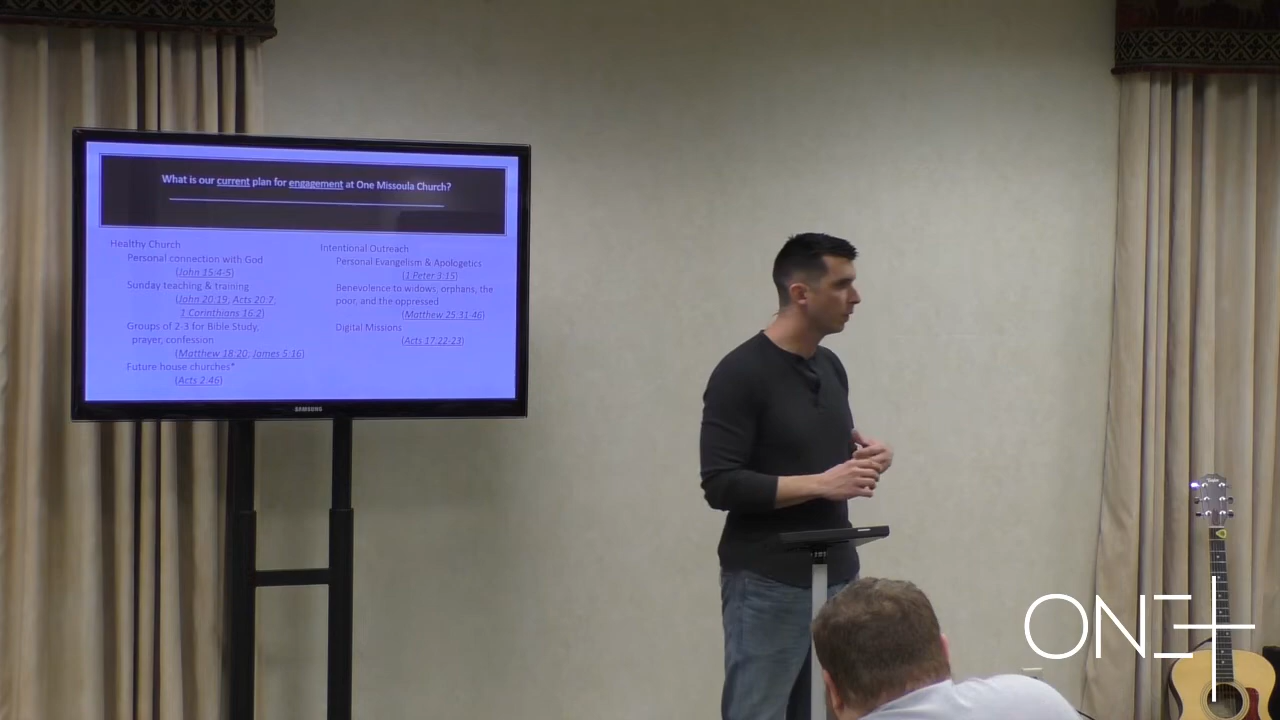 What is our current plan for engagement at One Missoula Church?
Healthy Church
Personal connection with God
(John 15:4-5)
Sunday teaching & training
(John 20:19, Acts 20:7,
1 Corinthians 16:2)
Groups of 2-3 for Bible Study,
prayer, confession
(Matthew 18:20; James 5:16)
Future house churches*
(Acts 2:46)
Intentional Outreach
Personal Evangelism & Apologetics
(1 Peter 3:15)
Benevolence to widows, orphans, the
poor, and the oppressed
(Matthew 25:31-46)
Digital Missions
(Acts 17:22-23)
SAMSUNG
Taylor
ONE